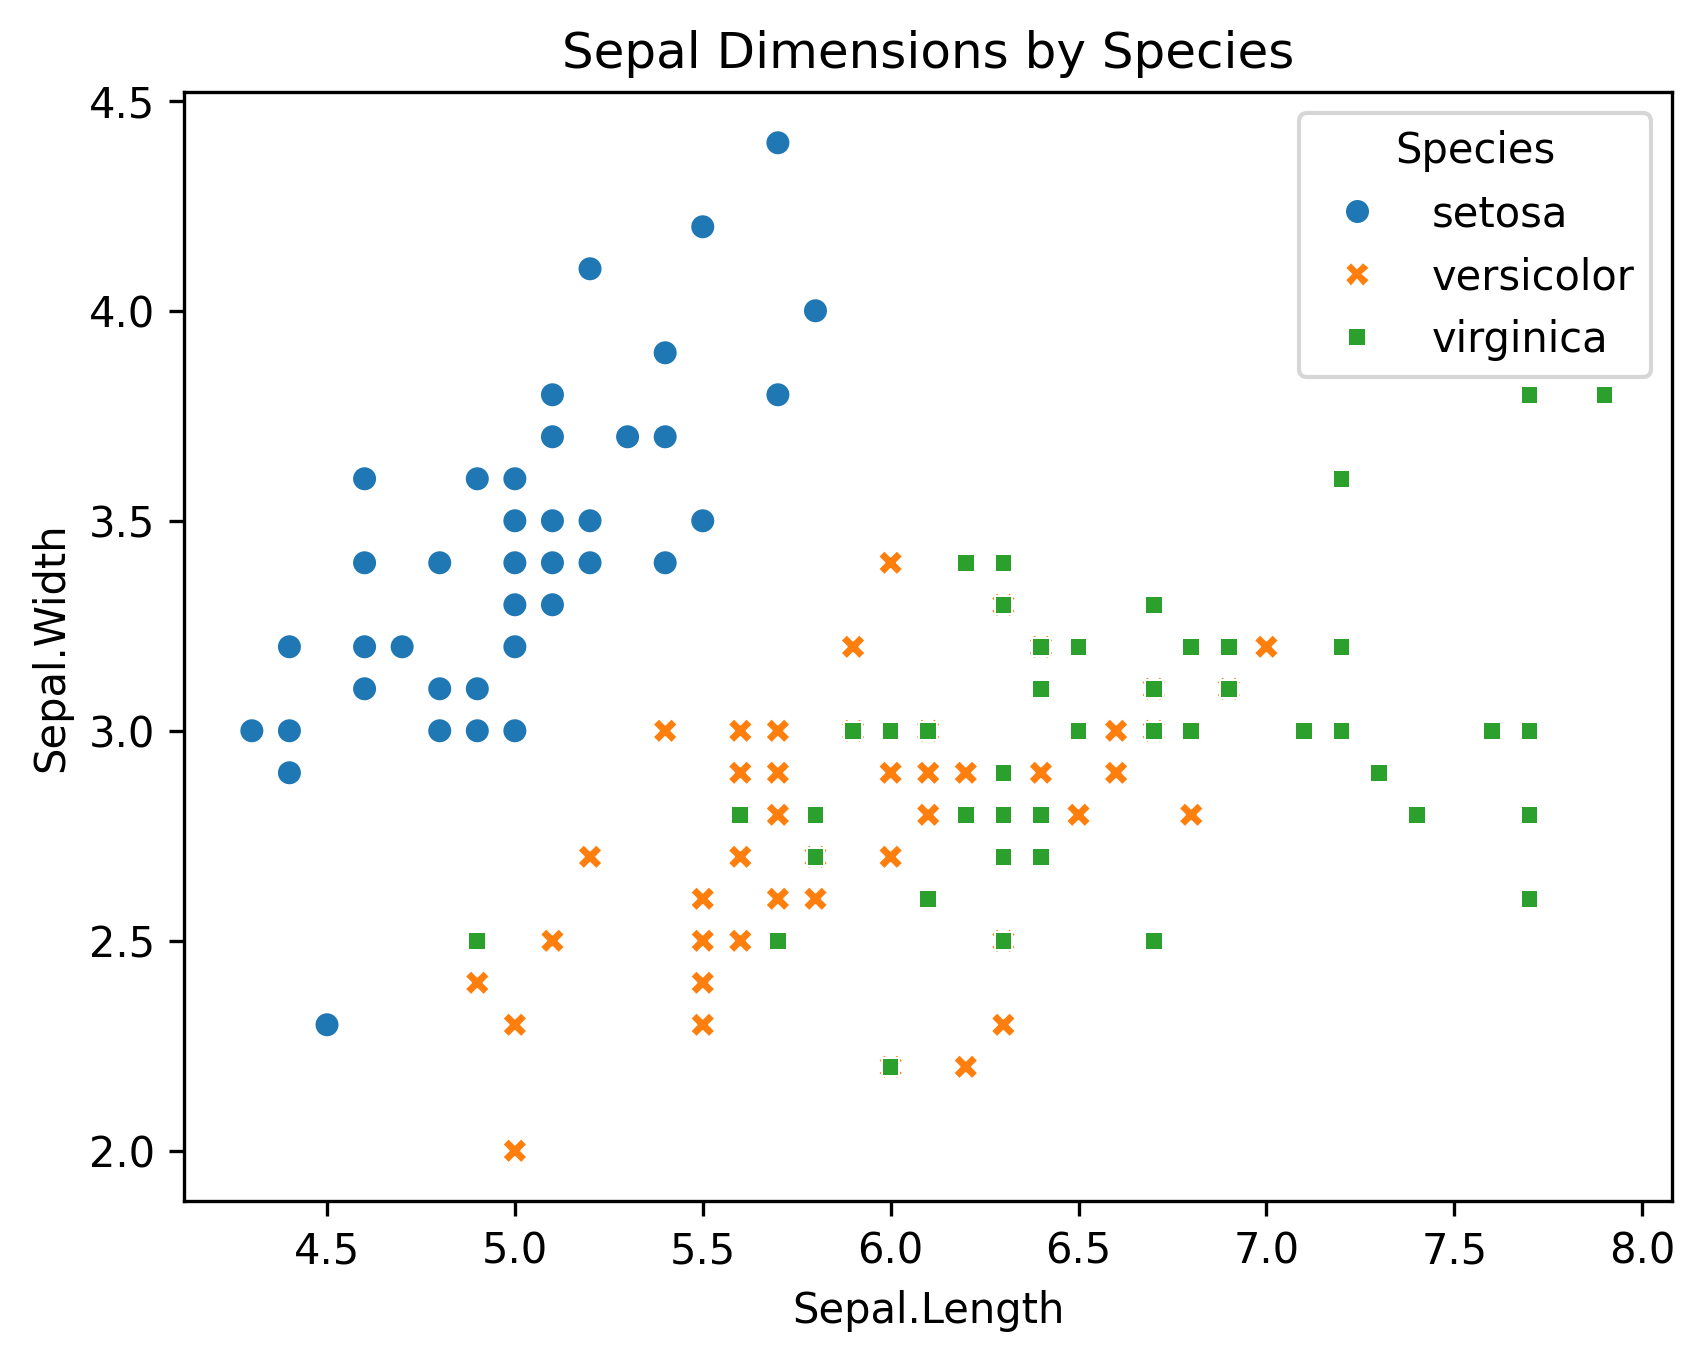 Sepal Dimensions by Species
Species
setosa
versicolor
virginica
4.5
4.0
3.5
3.0
2.5
2.0
Sepal.Width
4.5 5.0 5.5 6.0 6.5 7.0 7.5 8.0
Sepal.Length